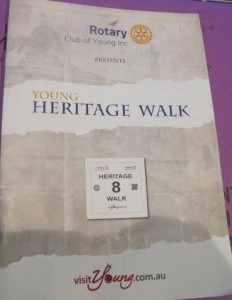 Rotary
Club of Young Inc.
PRESENTS
YOUNG
HERITAGE WALK
HERITAGE
8
WALK
visitYoung.com.au